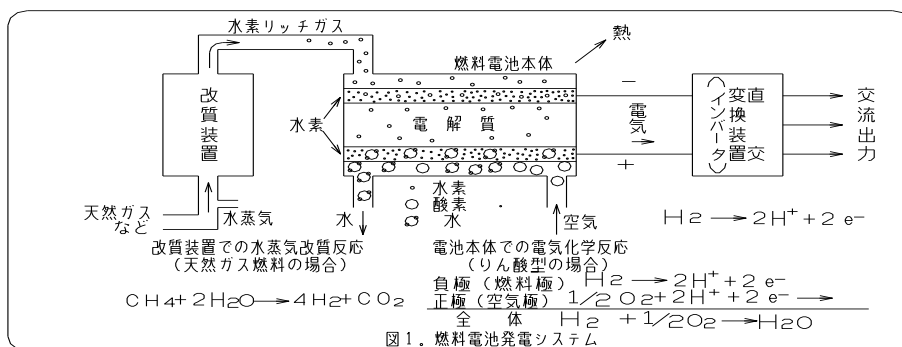 水素リッチガス
熱
燃料電池本体
改質装置
水素
電解質
－
電気
＋
直交変換装置
(インバータ)
交流出力
天然ガス
など
水蒸気
水
水素
酸素
水
空気
H2 → 2H⁺ + 2 e⁻
改質装置での水蒸気改質反応
(天然ガス燃料の場合)
CH4+2H2O→4H2+CO2
電池本体での電気化学反応
(りん酸型の場合)
負極(燃料極) H2 → 2H⁺ + 2 e⁻
正極(空気極) 1/2O2+2H⁺ + 2 e⁻ →
全体 H2 + 1/2O2→H2O
図1。燃料電池発電システム